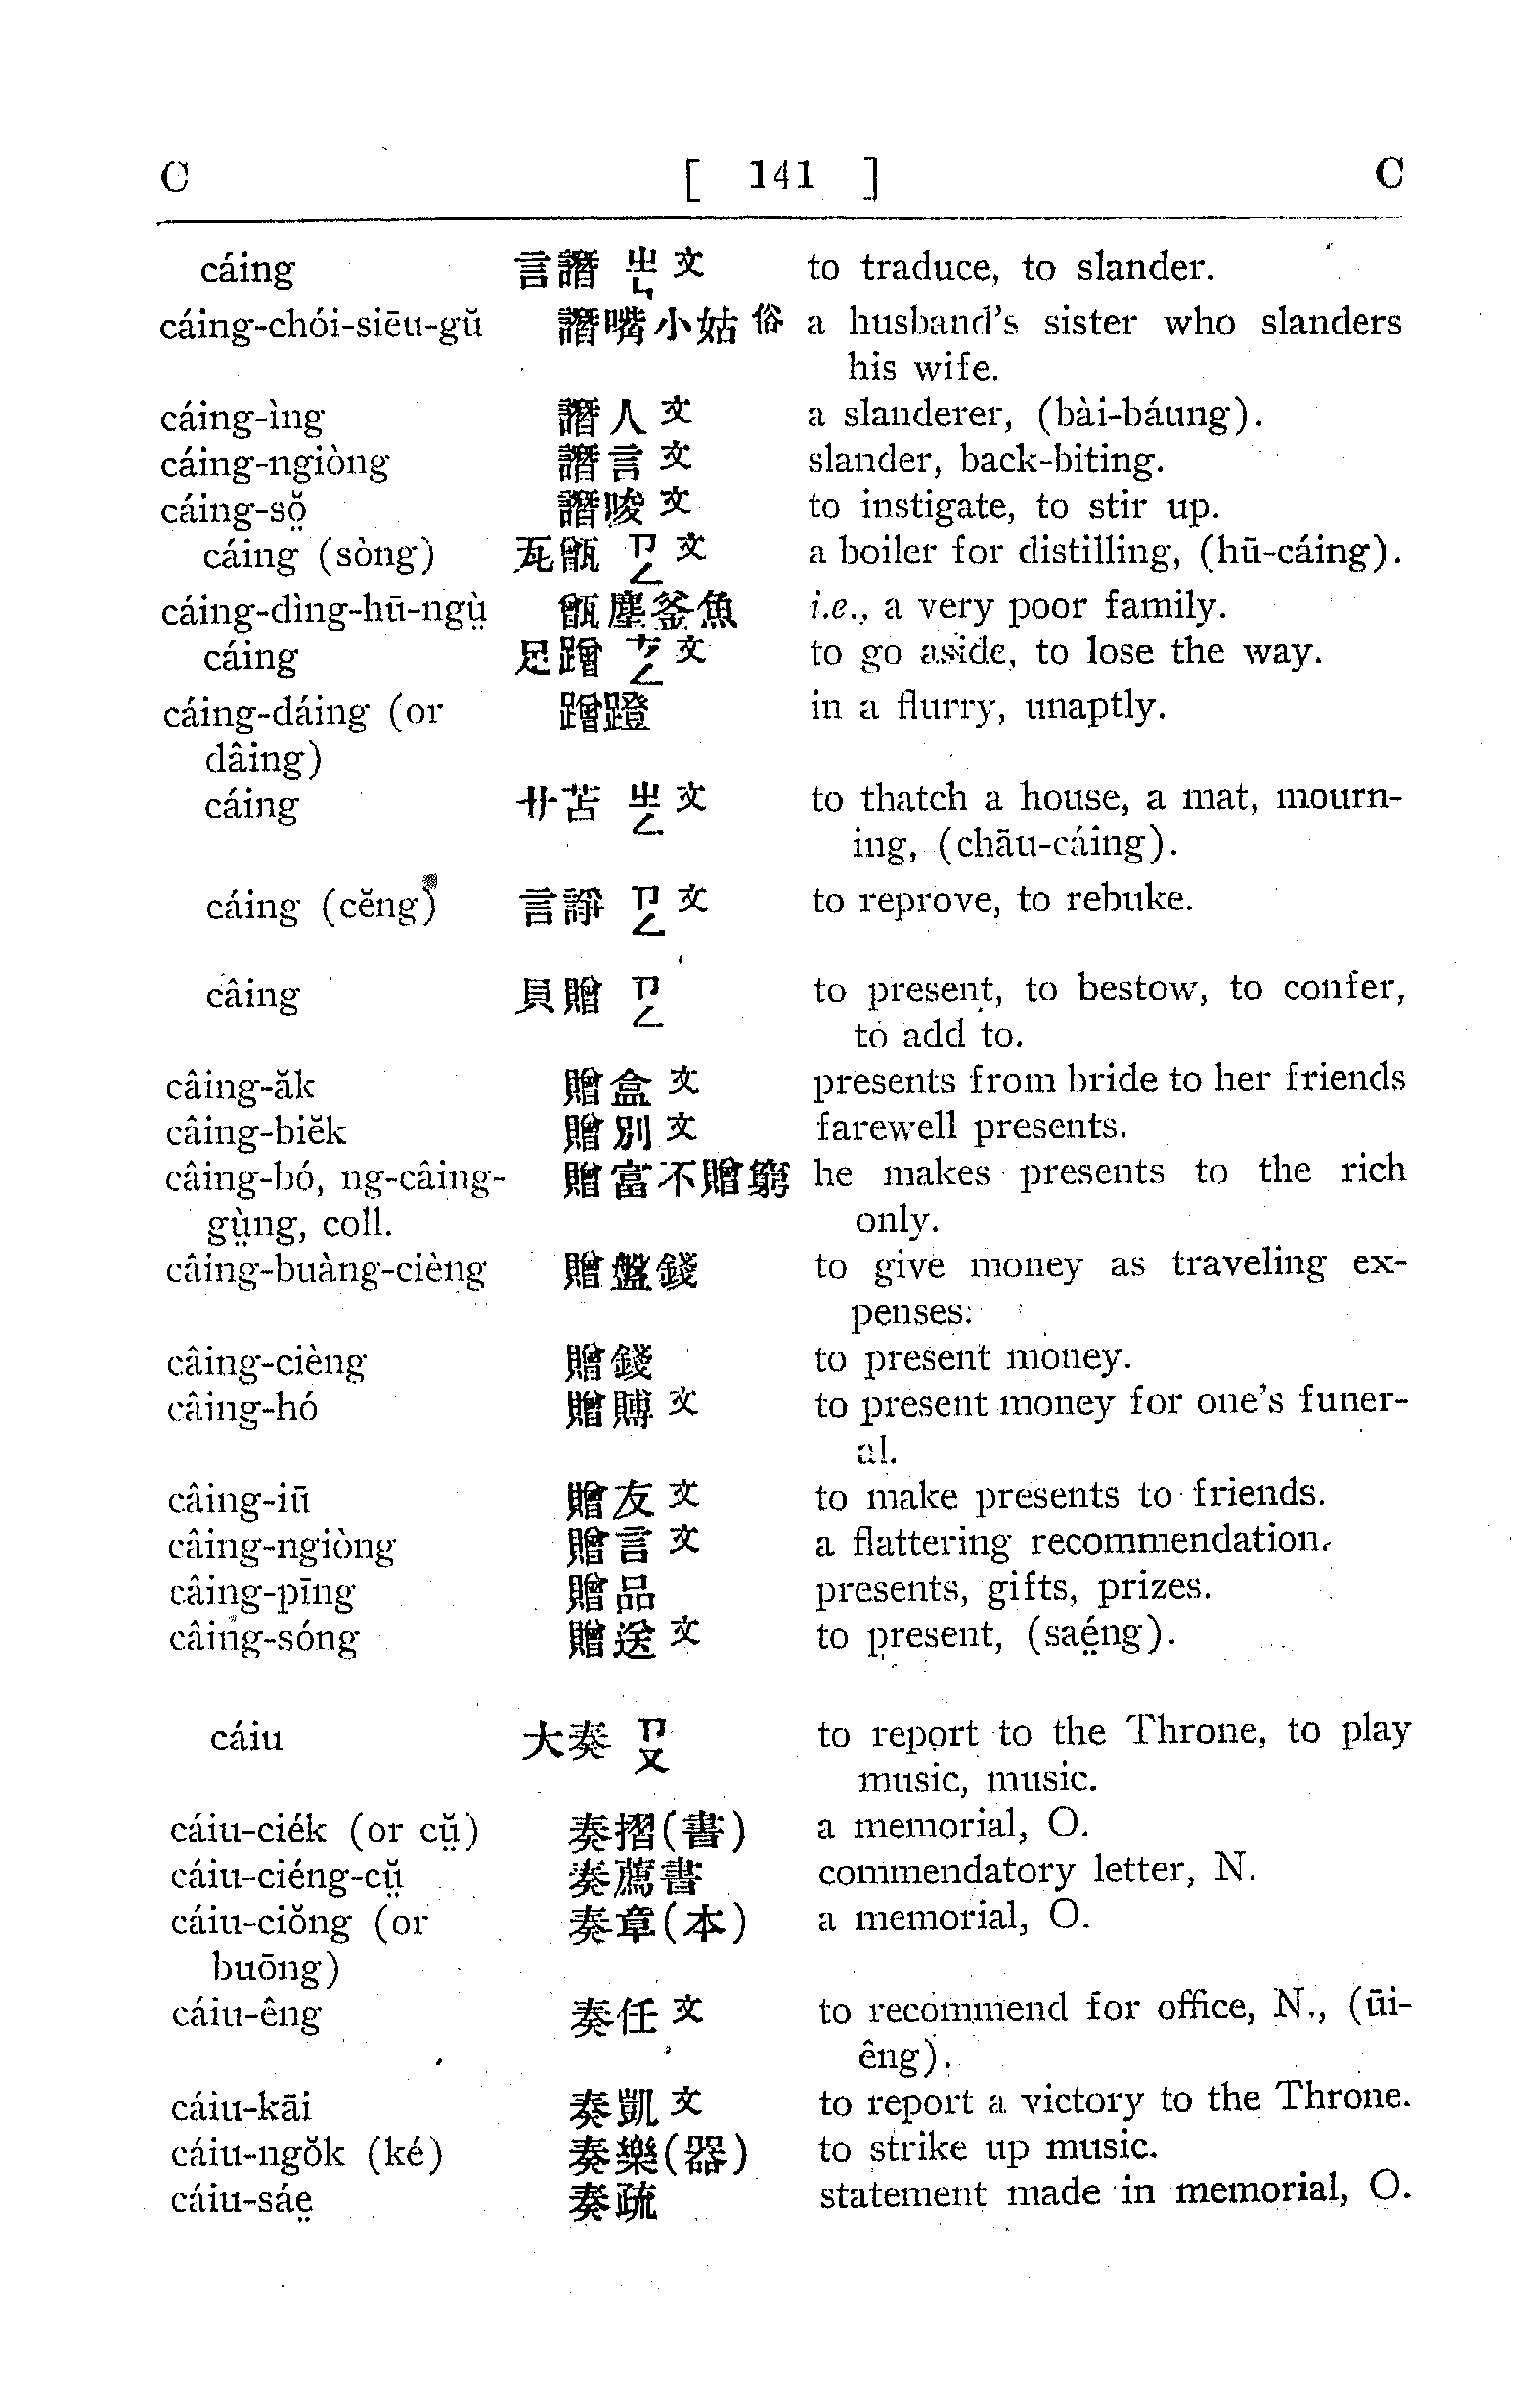 C [ 141 ] C
cáing 言譖 ㄓㄣ 文 to traduce, to slander.
cáing-chói-siēu-gŭ 譖嘴小姑 俗 a husband's sister who slanders
his wife.
cáing-ìng 譖人 文 a slanderer, (bài-báung).
cáing-ngiòng 譖言 文 slander, back-biting.
cáing-sŏ̤ 譖唆 文 to instigate, to stir up.
cáing (sòng) 瓦甑 ㄗㄥ 文 a boiler for distilling, (hū-cáing).
cáing-dìng-hū-ngṳ̀ 甑塵釜魚 i.e., a very poor family.
cáing 足蹭 ㄘㄥ 文 to go aside, to lose the way.
cáing-dáing (or 蹭蹬 in a flurry, unaptly.
dâing)
cáing 艸苫 ㄓㄥ 文 to thatch a house, a mat, mourn-
ing, (chāu-cáing).
cáing (cĕng) 言諍 ㄗㄥ 文 to reprove, to rebuke.
câing 貝贈 ㄗㄥ to present, to bestow, to confer,
to add to.
câing-ăk 贈盒 文 presents from bride to her friends
câing-biĕk 贈別 文 farewell presents.
câing-bó, ng-câing- 贈富不贈窮 he makes presents to the rich
gṳ̀ng, coll. only.
câing-buàng-cièng 贈盤錢 to give money as traveling ex-
penses.
câing-cièng 贈錢 to present money.
câing-hó 贈賻 文 to present money for one's funer-
al.
câing-iū 贈友 文 to make presents to friends.
câing-ngiòng 贈言 文 a flattering recommendation.
câing-pīng 贈品 presents, gifts, prizes.
câing-sóng 贈送 文 to present, (saé̤ng).
cáiu 大奏 ㄗㄡ to report to the Throne, to play
music, music.
cáiu-ciék (or cṳ̆) 奏摺(書) a memorial, O.
cáiu-ciéng-cṳ̆ 奏薦書 commendatory letter, N.
cáiu-ciŏng (or 奏章(本) a memorial, O.
buōng)
cáiu-êng 奏任 文 to recommend for office, N., (ūi-
êng).
cáiu-kāi 奏凱 文 to report a victory to the Throne.
cáiu-ngŏk (ké) 奏樂(器) to strike up music.
cáiu-sáe̤ 奏疏 statement made in memorial, O.